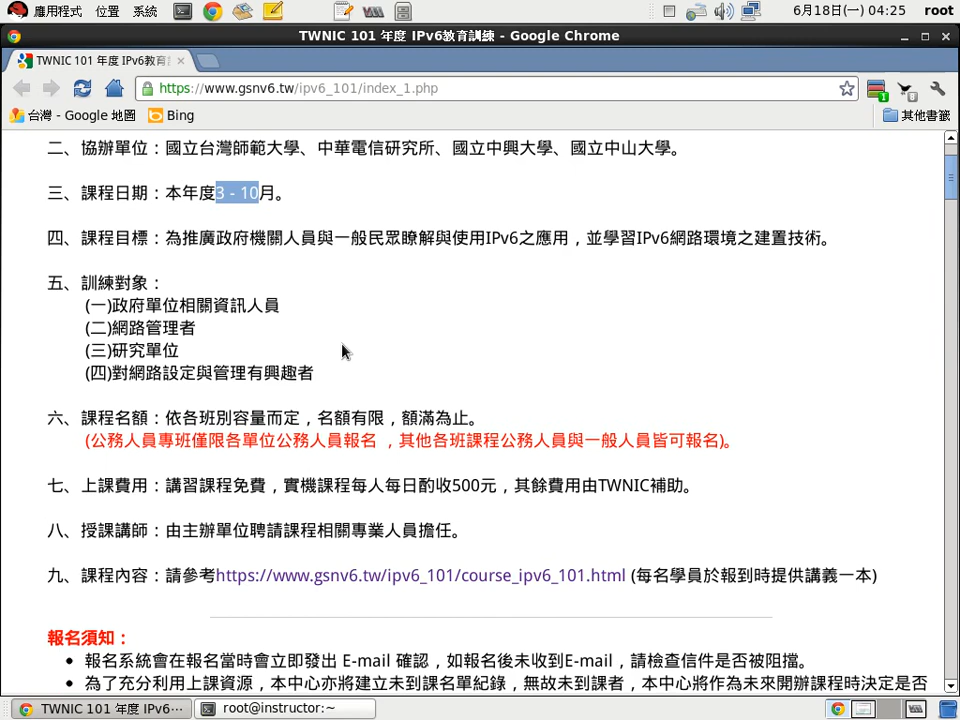 應用程式 位置 系統 6月18日(一) 04:25 root
TWNIC 101 年度 IPv6教育訓練 - Google Chrome
TWNIC 101 年度 IPv6教育
https://www.gsnv6.tw/ipv6_101/index_1.php
台灣 - Google 地圖 Bing 其他書籤
二、協辦單位：國立台灣師範大學、中華電信研究所、國立中興大學、國立中山大學。
三、課程日期：本年度3 - 10月。
四、課程目標：為推廣政府機關人員與一般民眾瞭解與使用IPv6之應用，並學習IPv6網路環境之建置技術。
五、訓練對象：
(一)政府單位相關資訊人員
(二)網路管理者
(三)研究單位
(四)對網路設定與管理有興趣者
六、課程名額：依各班別容量而定，名額有限，額滿為止。
(公務人員專班僅限各單位公務人員報名 ，其他各班課程公務人員與一般人員皆可報名)。
七、上課費用：講習課程免費，實機課程每人每日酌收500元，其餘費用由TWNIC補助。
八、授課講師：由主辦單位聘請課程相關專業人員擔任。
九、課程內容：請參考https://www.gsnv6.tw/ipv6_101/course_ipv6_101.html (每名學員於報到時提供講義一本)
報名須知：
• 報名系統會在報名當時會立即發出 E-mail 確認，如報名後未收到E-mail，請檢查信件是否被阻擋。
• 為了充分利用上課資源，本中心亦將建立未到課名單紀錄，無故未到課者，本中心將作為未來開辦課程時決定是否
TWNIC 101 年度 IPv6… root@instructor:~